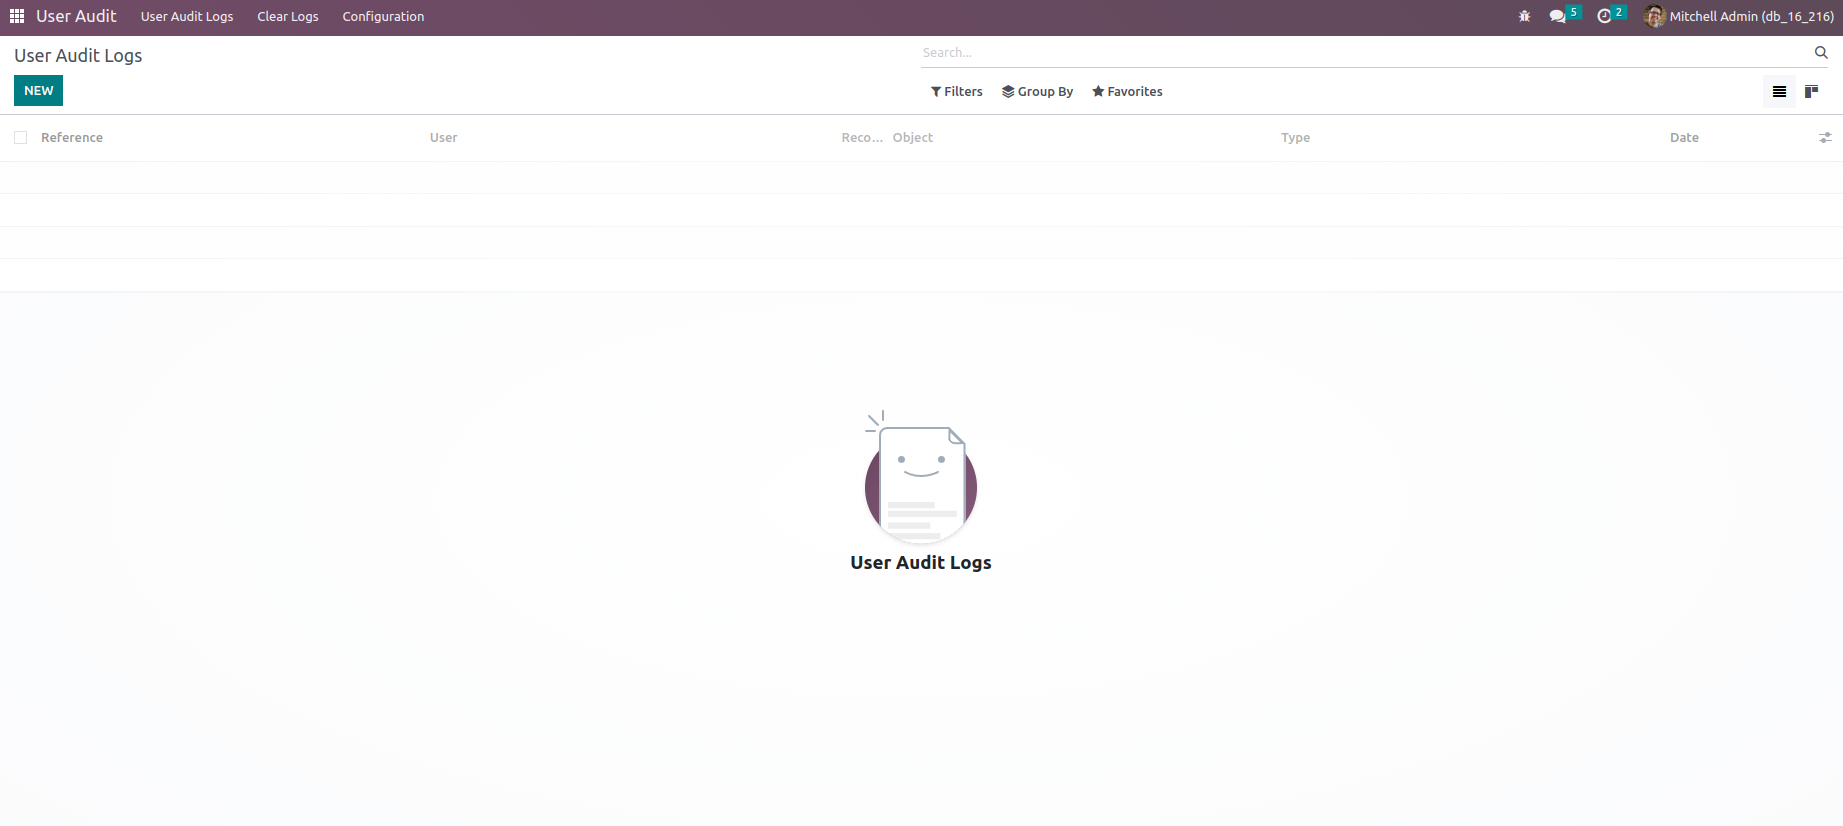 User Audit User Audit Logs Clear Logs Configuration 5 2 Mitchell Admin (db_16_216)
User Audit Logs Search...
NEW Filters Group By Favorites
Reference User Reco... Object Type Date
User Audit Logs